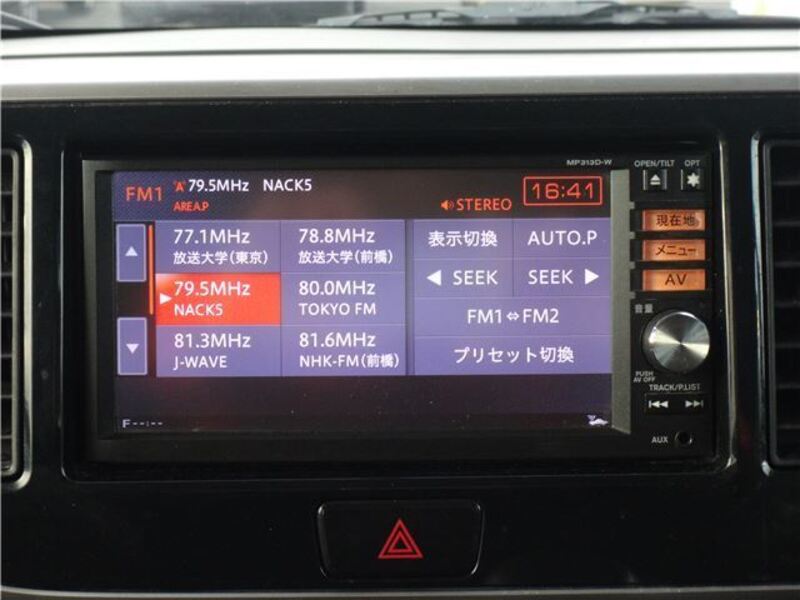 MP313D-W
OPEN/TILT OPT
FM1 A 79.5MHz NACK5
AREA.P
STEREO
16:41
77.1MHz
放送大学(東京)
78.8MHz
放送大学(前橋)
79.5MHz
NACK5
80.0MHz
TOKYO FM
81.3MHz
J-WAVE
81.6MHz
NHK-FM(前橋)
表示切換
AUTO.P
SEEK
SEEK
FM1⇔FM2
プリセット切換
F--:--
現在地
メニュー
AV
音量
PUSH
AV OFF
TRACK/P.LIST
AUX